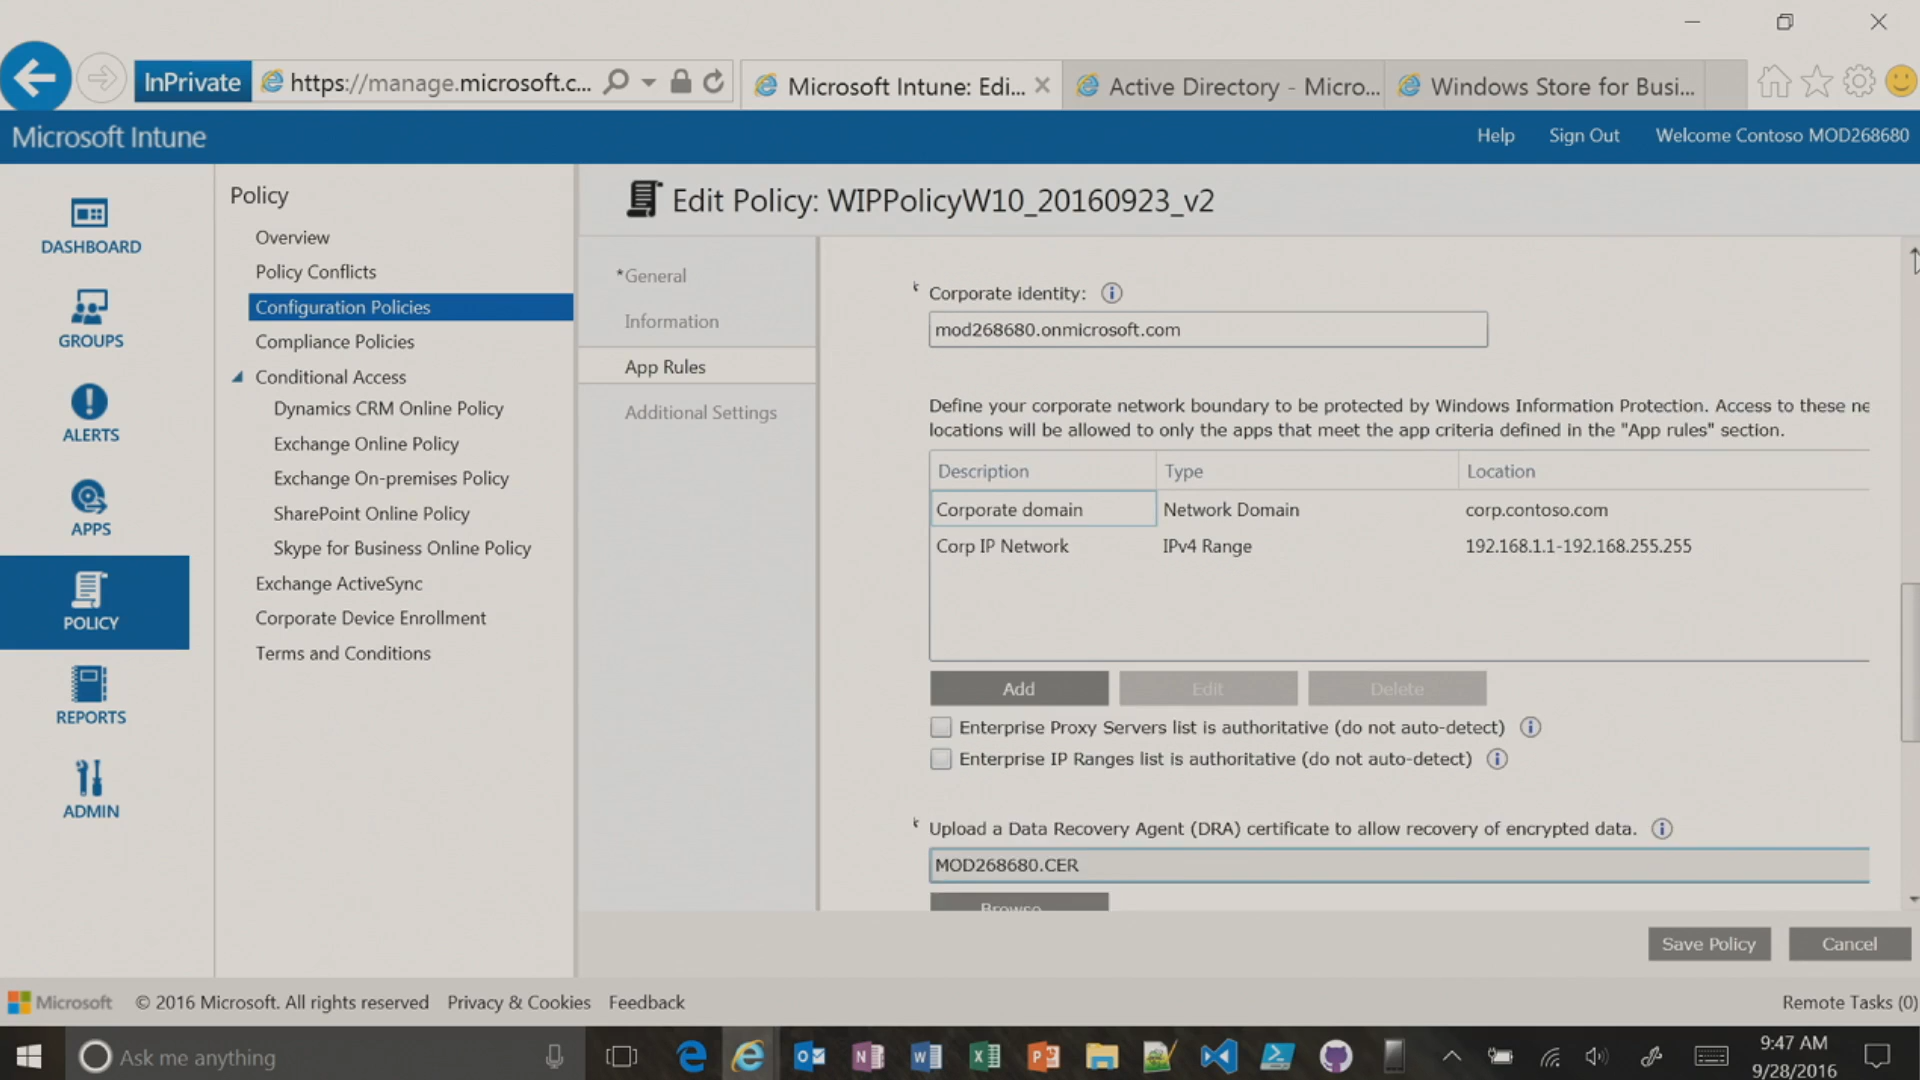 InPrivate
https://manage.microsoft.c...
Microsoft Intune: Edi...
Active Directory - Micro...
Windows Store for Busi...
Microsoft Intune
Help
Sign Out
Welcome Contoso MOD268680
DASHBOARD
GROUPS
ALERTS
APPS
POLICY
REPORTS
ADMIN
Policy
Overview
Policy Conflicts
Configuration Policies
Compliance Policies
Conditional Access
Dynamics CRM Online Policy
Exchange Online Policy
Exchange On-premises Policy
SharePoint Online Policy
Skype for Business Online Policy
Exchange ActiveSync
Corporate Device Enrollment
Terms and Conditions
Edit Policy: WIPPolicyW10_20160923_v2
*General
Information
App Rules
Additional Settings
Corporate identity:
mod268680.onmicrosoft.com
Define your corporate network boundary to be protected by Windows Information Protection. Access to these ne
locations will be allowed to only the apps that meet the app criteria defined in the "App rules" section.
Description Type Location
Corporate domain Network Domain corp.contoso.com
Corp IP Network IPv4 Range 192.168.1.1-192.168.255.255
Add Edit Delete
Enterprise Proxy Servers list is authoritative (do not auto-detect)
Enterprise IP Ranges list is authoritative (do not auto-detect)
Upload a Data Recovery Agent (DRA) certificate to allow recovery of encrypted data.
MOD268680.CER
Browse
Save Policy Cancel
Microsoft © 2016 Microsoft. All rights reserved Privacy & Cookies Feedback
Remote Tasks (0)
Ask me anything
9:47 AM
9/28/2016